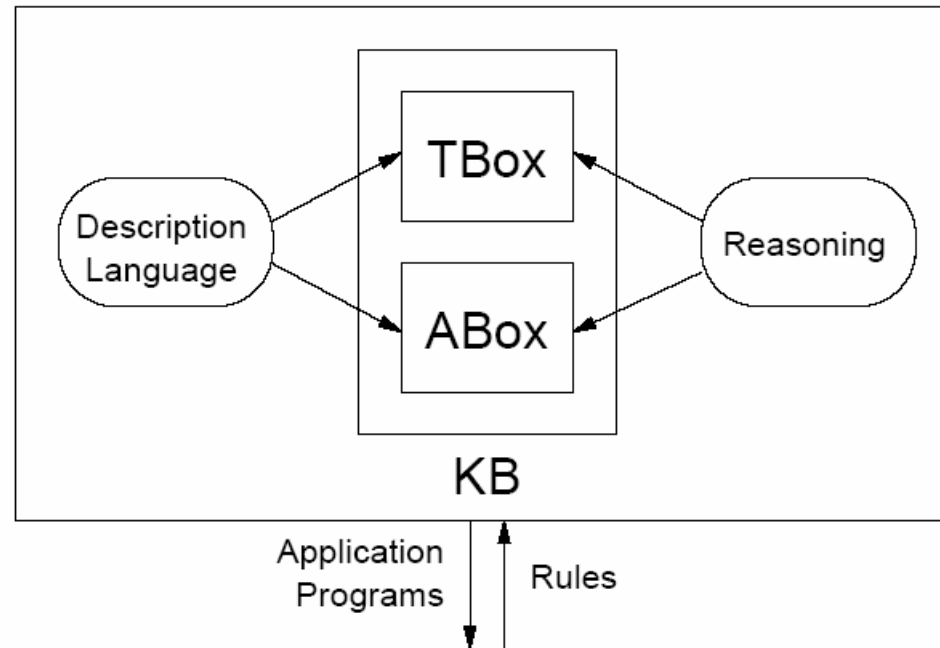 TBox
Description
Language
Reasoning
ABox
KB
Application
Programs
Rules